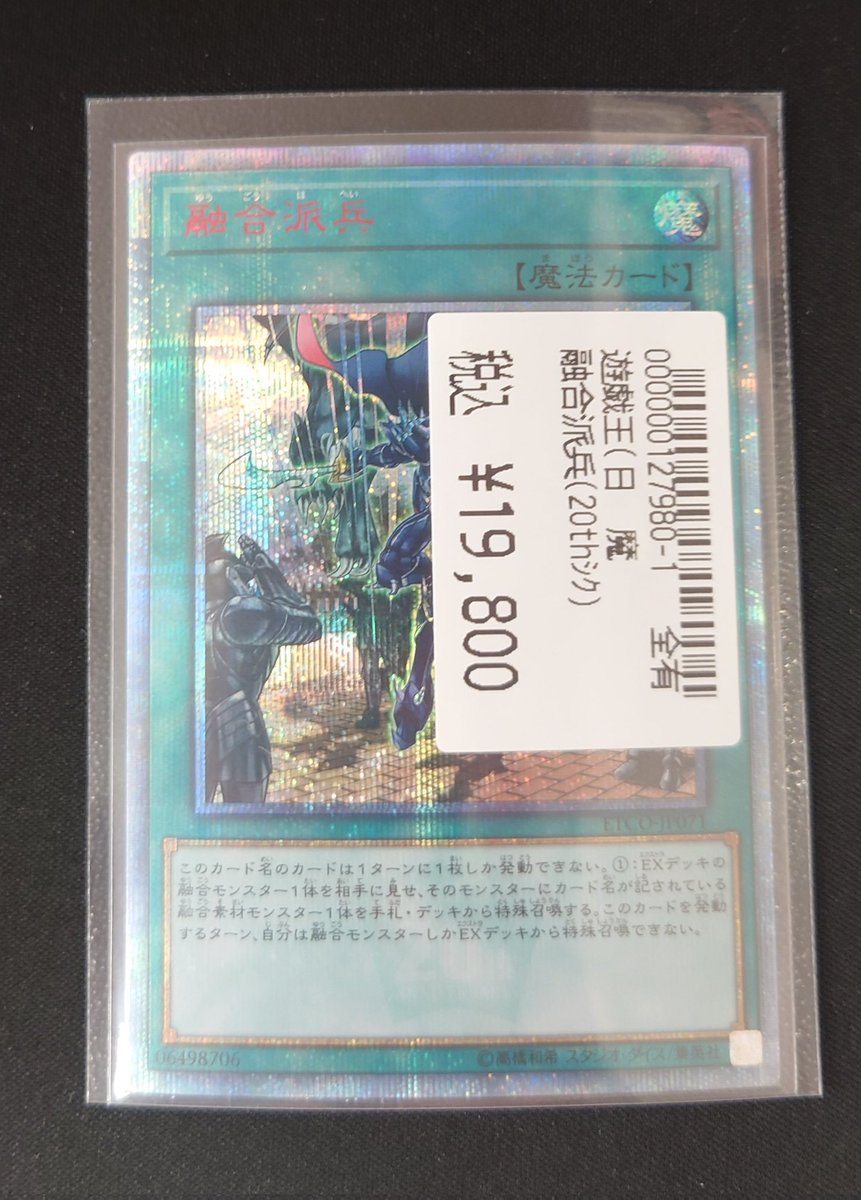 融合派兵
魔
【魔法カード】
000000127980-1 全有
遊戯王(日 魔
融合派兵(20thシク)
税込 ¥19,800
ETCO-JP071
このカード名のカードは1ターンに1枚しか発動できない。①:EXデッキの
融合モンスター1体を相手に見せ、そのモンスターにカード名が記されている
融合素材モンスター1体を手札・デッキから特殊召喚する。このカードを発動
するターン、自分は融合モンスターしかEXデッキから特殊召喚できない。
06498706
©高橋和希 スタジオ・ダイス/集英社